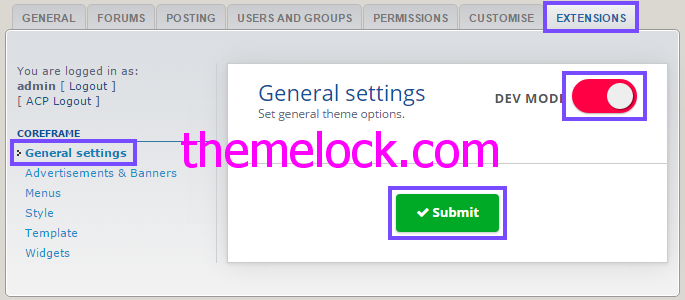 GENERAL FORUMS POSTING USERS AND GROUPS PERMISSIONS CUSTOMISE EXTENSIONS
You are logged in as:
admin [ Logout ]
[ ACP Logout ]
COREFRAME
General settings
Advertisements & Banners
Menus
Style
Template
Widgets
General settings
Set general theme options.
DEV MODE
themelock.com
Submit